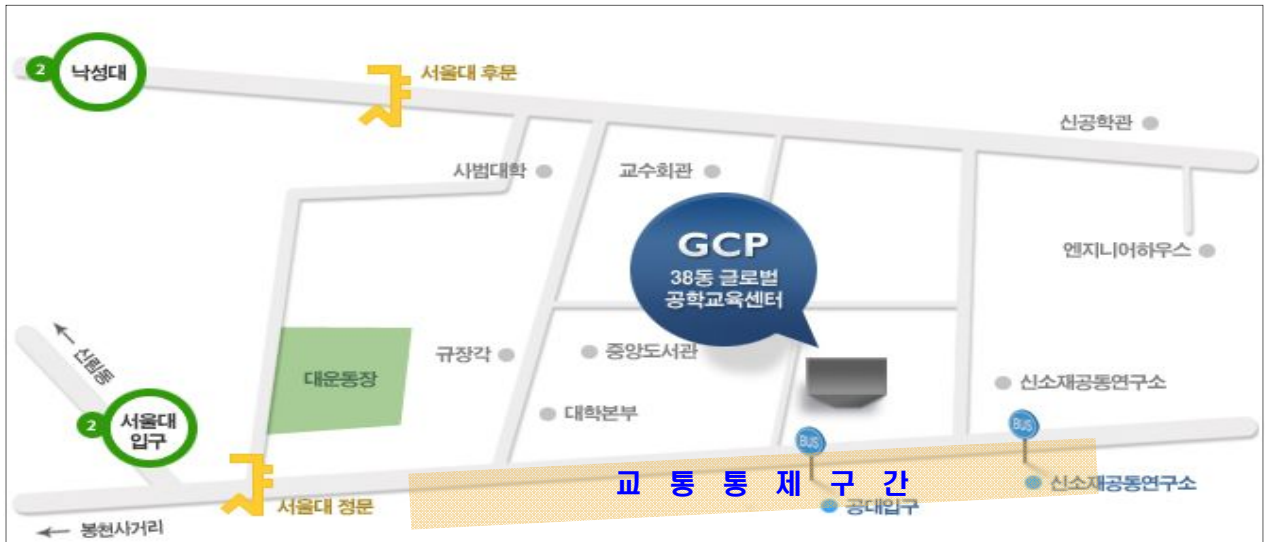 2 낙성대
서울대 후문
신공학관
사범대학
교수회관
GCP
38동 글로벌
공학교육센터
엔지니어하우스
신림동
대운동장
규장각
중앙도서관
신소재공동연구소
2 서울대
입구
대학본부
BUS
BUS
교 통 통 제 구 간
서울대 정문
공대입구
신소재공동연구소
봉천사거리